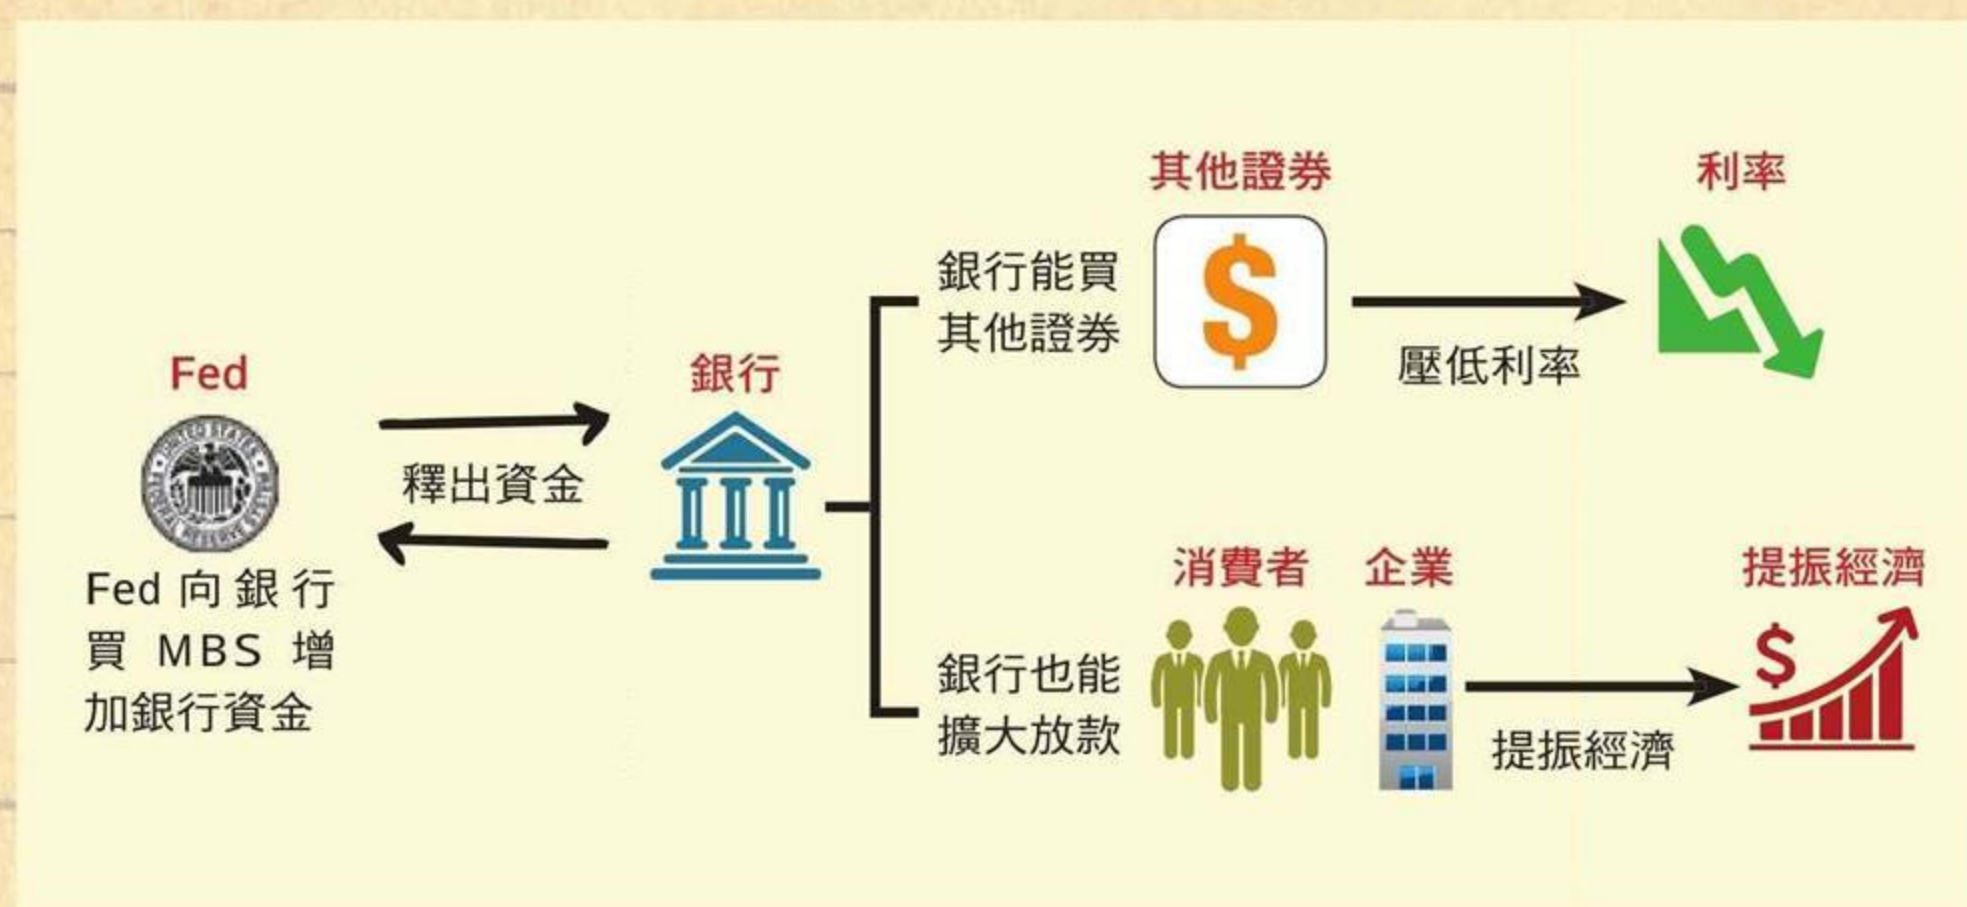 Fed
釋出資金
Fed 向銀行
買 MBS 增
加銀行資金
銀行
銀行能買
其他證券
其他證券
壓低利率
利率
銀行也能
擴大放款
消費者
企業
提振經濟
提振經濟